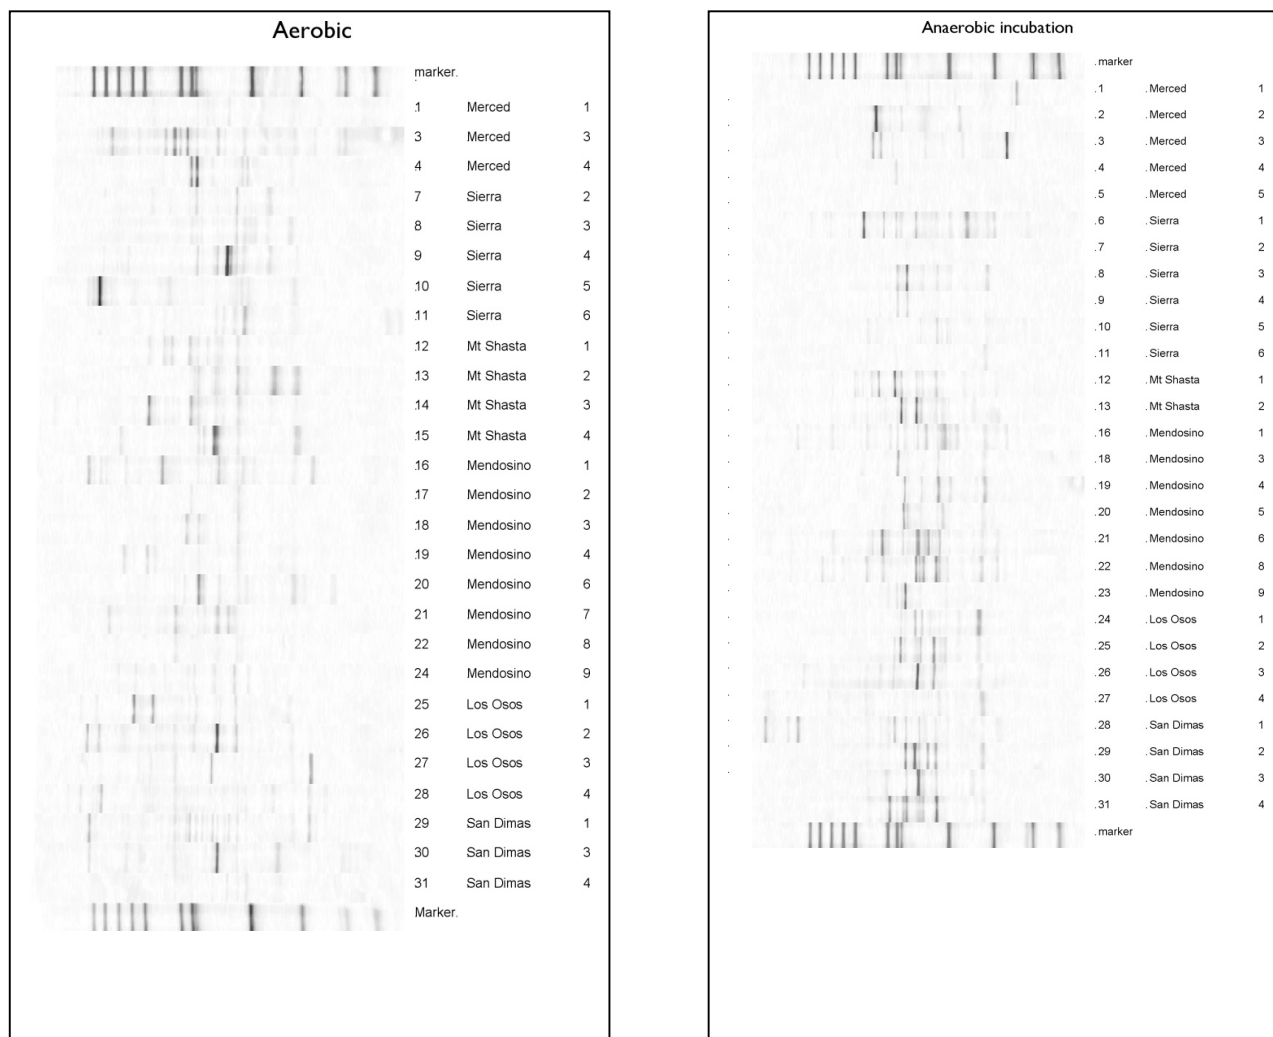 Aerobic
marker.
.1 Merced 1
3 Merced 3
4 Merced 4
7 Sierra 2
8 Sierra 3
9 Sierra 4
.10 Sierra 5
.11 Sierra 6
.12 Mt Shasta 1
.13 Mt Shasta 2
.14 Mt Shasta 3
.15 Mt Shasta 4
.16 Mendosino 1
.17 Mendosino 2
.18 Mendosino 3
.19 Mendosino 4
20 Mendosino 6
21 Mendosino 7
22 Mendosino 8
24 Mendosino 9
25 Los Osos 1
26 Los Osos 2
27 Los Osos 3
28 Los Osos 4
29 San Dimas 1
30 San Dimas 3
31 San Dimas 4
Marker.
Anaerobic incubation
.marker
.1 .Merced 1
.2 .Merced 2
.3 .Merced 3
.4 .Merced 4
.5 .Merced 5
.6 .Sierra 1
.7 .Sierra 2
.8 .Sierra 3
.9 .Sierra 4
.10 .Sierra 5
.11 .Sierra 6
.12 .Mt Shasta 1
.13 .Mt Shasta 2
.16 .Mendosino 1
.18 .Mendosino 3
.19 .Mendosino 4
.20 .Mendosino 5
.21 .Mendosino 6
.22 .Mendosino 8
.23 .Mendosino 9
.24 .Los Osos 1
.25 .Los Osos 2
.26 .Los Osos 3
.27 .Los Osos 4
.28 .San Dimas 1
.29 .San Dimas 2
.30 .San Dimas 3
.31 .San Dimas 4
.marker